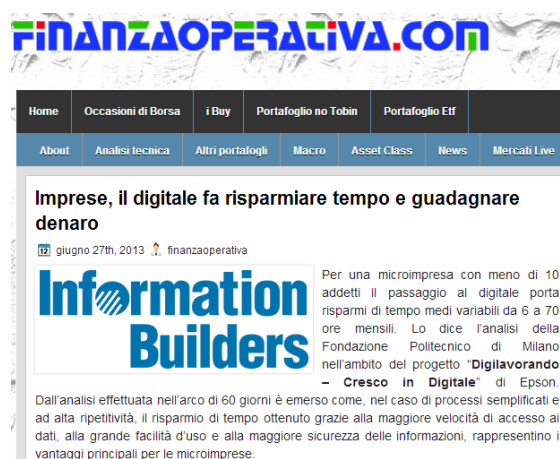 FINANZAOPERATIVA.COM
Home Occasioni di Borsa i Buy Portafoglio no Tobin Portafoglio Etf
About Analisi tecnica Altri portafogli Macro Asset Class News Mercati Live
Imprese, il digitale fa risparmiare tempo e guadagnare
denaro
12 giugno 27th, 2013 finanzaoperativa
Information
Builders
Per una microimpresa con meno di 10
addetti il passaggio al digitale porta
risparmi di tempo medi variabili da 6 a 70
ore mensili. Lo dice l'analisi della
Fondazione Politecnico di Milano
nell'ambito del progetto "Digilavorando
– Cresco in Digitale" di Epson.
Dall'analisi effettuata nell'arco di 60 giorni è emerso come, nel caso di processi semplificati e
ad alta ripetitività, il risparmio di tempo ottenuto grazie alla maggiore velocità di accesso ai
dati, alla grande facilità d'uso e alla maggiore sicurezza delle informazioni, rappresentino i
vantaggi principali per le microimprese.